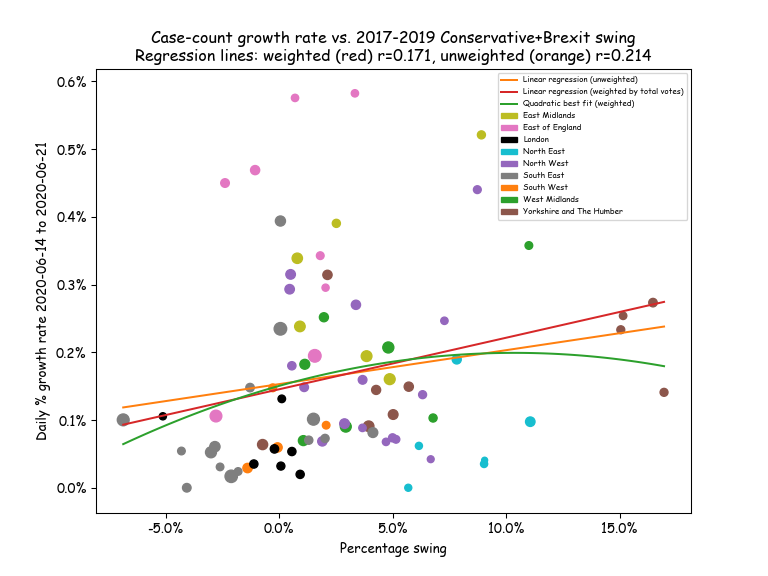 Case-count growth rate vs. 2017-2019 Conservative+Brexit swing
Regression lines: weighted (red) r=0.171, unweighted (orange) r=0.214
Linear regression (unweighted)
Linear regression (weighted by total votes)
Quadratic best fit (weighted)
East Midlands
East of England
London
North East
North West
South East
South West
West Midlands
Yorkshire and The Humber
Daily % growth rate 2020-06-14 to 2020-06-21
0.6%
0.5%
0.4%
0.3%
0.2%
0.1%
0.0%
-5.0% 0.0% 5.0% 10.0% 15.0%
Percentage swing